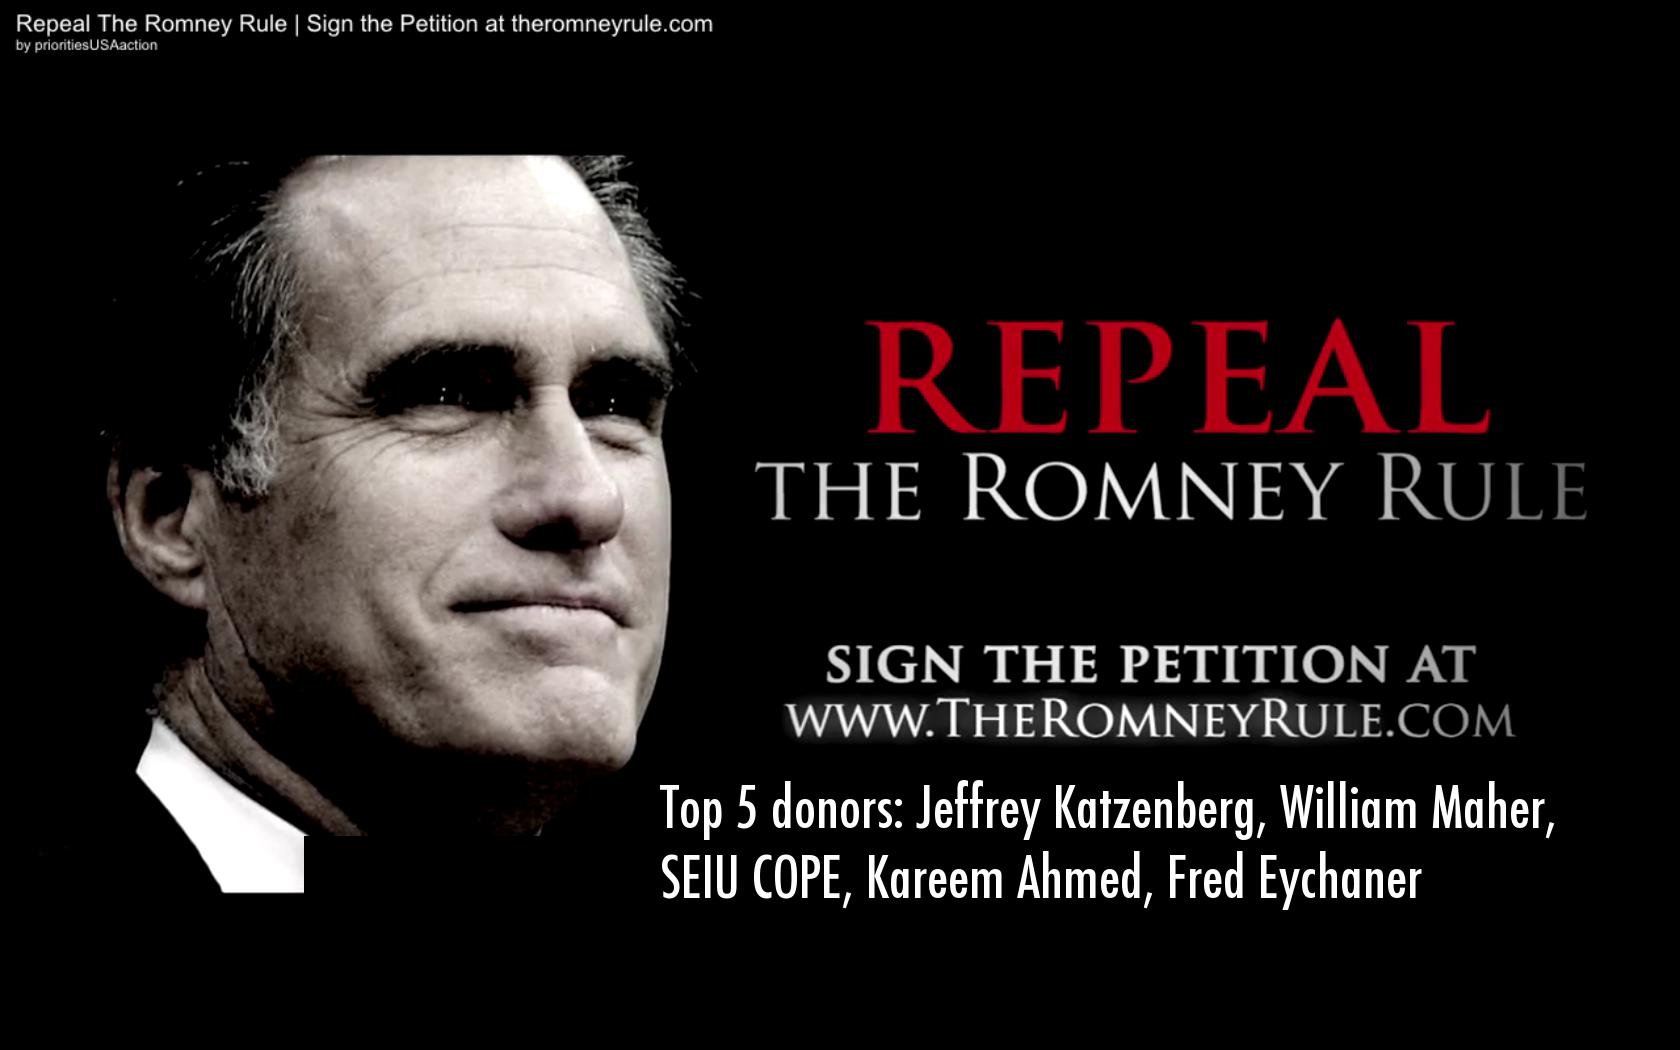 Repeal The Romney Rule | Sign the Petition at theromneyrule.com
by prioritiesUSAaction
REPEAL
THE ROMNEY RULE
SIGN THE PETITION AT
WWW.THEROMNEYRULE.COM
Top 5 donors: Jeffrey Katzenberg, William Maher,
SEIU COPE, Kareem Ahmed, Fred Eychaner